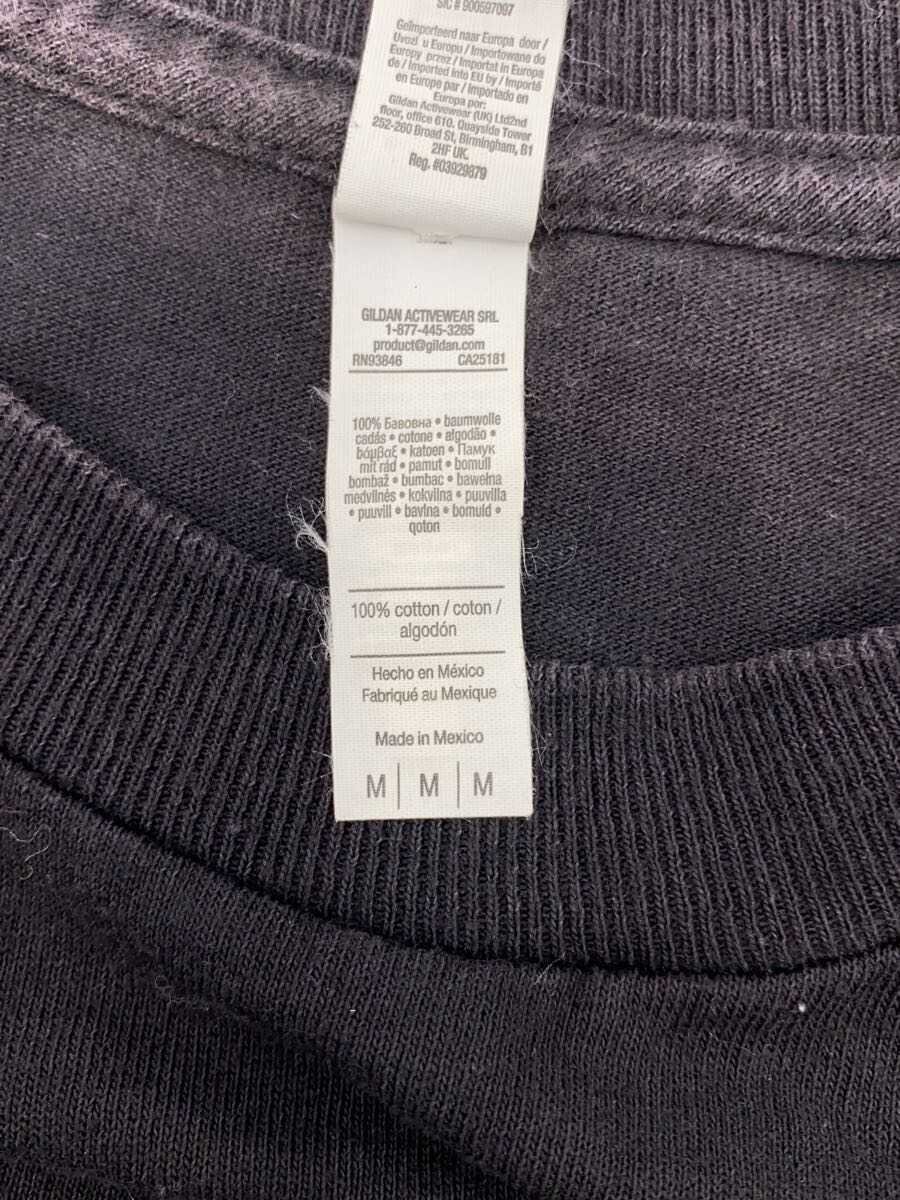 SIC # 900597097
Geïmporteerd naar Europa door /
Uvozi u Europu / Importowane do
Europy przez / Importat in Europa
de / Imported into EU by / Importé
en Europe par / Importado en
Europa por:
Gildan Activewear (UK) Ltd2nd
floor, office 610, Quayside Tower
252-260 Broad St, Birmingham, B1
2HF UK.
Reg. #03929879
GILDAN ACTIVEWEAR SRL
1-877-445-3265
product@gildan.com
RN93846 CA25181
100% Бавовна • baumwolle
cadás • cotone • algodão •
βάμβαξ • katoen • Памук
mit rád • pamut • bomull
bombaž • bumbac • bawełna
medvilnės • kokvilna • puuvilla
• puuvill • bavlna • bomuld •
qoton
100% cotton / coton /
algodón
Hecho en México
Fabriqué au Mexique
Made in Mexico
M | M | M